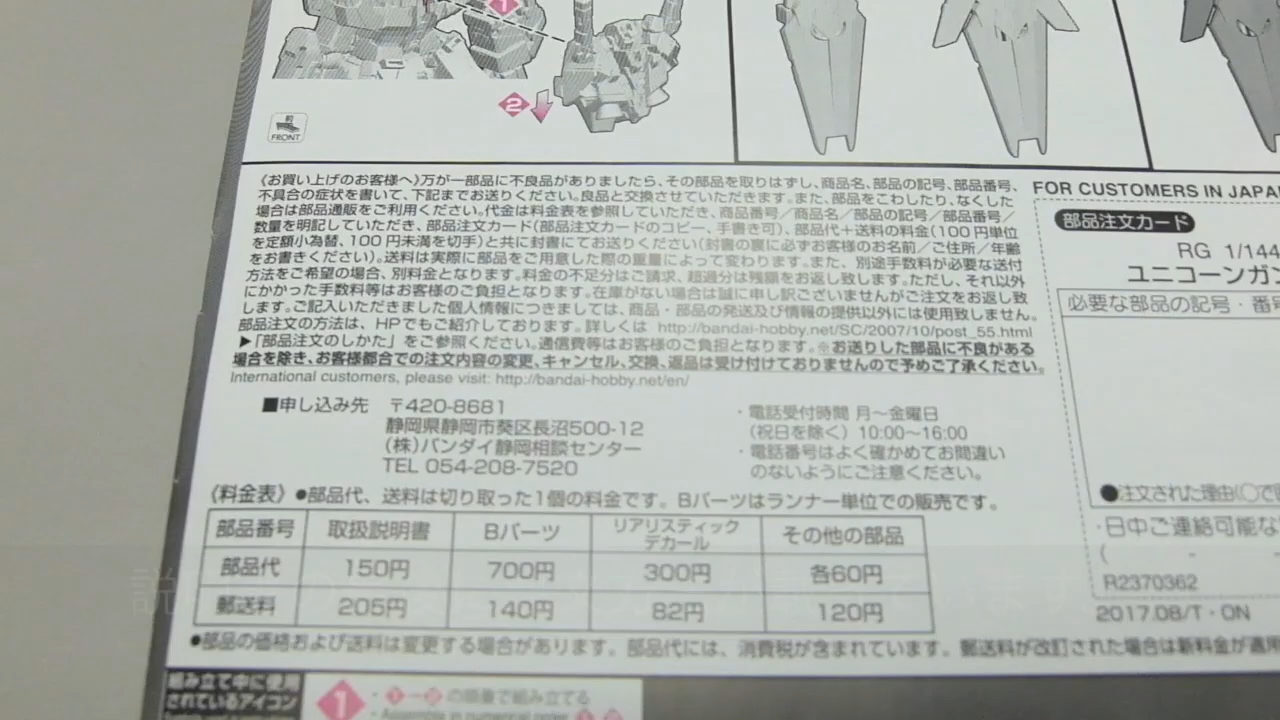 1
2
前
FRONT
《お買い上げのお客様へ》万が一部品に不良品がありましたら、その部品を取りはずし、商品名、部品の記号、部品番号、
不具合の症状を書いて、下記までお送りください。良品と交換させていただきます。また、部品をこわしたり、なくした
場合は部品通販をご利用ください。代金は料金表を参照していただき、商品番号／商品名／部品の記号／部品番号／
数量を明記していただき、部品注文カード（部品注文カードのコピー、手書き可）、部品代＋送料の料金（100円単位
を定額小為替、100円未満を切手）と共に封書にてお送りください（封書の裏に必ずお客様のお名前／ご住所／年齢
をお書きください）。送料は実際に部品をご用意した際の重量によって変わります。また、別途手数料が必要な送付
方法をご希望の場合、別料金となります。料金の不足分はご請求、超過分は残額をお返し致します。ただし、それ以外
にかかった手数料等はお客様のご負担となります。在庫がない場合は誠に申し訳ございませんがご注文をお返し致
します。ご記入いただきました個人情報につきましては、商品・部品の発送及び情報の提供以外には使用致しません。
部品注文の方法は、HPでもご紹介しております。詳しくは http://bandai-hobby.net/SC/2007/10/post_55.html
▶「部品注文のしかた」をご参照ください。通信費等はお客様のご負担となります。※お送りした部品に不良がある
場合を除き、お客様都合での注文内容の変更、キャンセル、交換、返品は受け付けておりませんので予めご了承ください。
International customers, please visit: http://bandai-hobby.net/en/
■申し込み先 〒420-8681
静岡県静岡市葵区長沼500-12
（株）バンダイ静岡相談センター
TEL 054-208-7520
・電話受付時間 月～金曜日
（祝日を除く）10:00～16:00
・電話番号はよく確かめてお間違い
のないようにご注意ください。
《料金表》●部品代、送料は切り取った1個の料金です。Bパーツはランナー単位での販売です。
部品番号 取扱説明書 Bパーツ リアリスティックデカール その他の部品
部品代 150円 700円 300円 各60円
郵送料 205円 140円 82円 120円
●部品の価格および送料は変更する場合があります。部品代には、消費税が含まれています。郵送料が改訂された場合は新料金が適用
FOR CUSTOMERS IN JAPAN
部品注文カード
RG 1/144
ユニコーンガン
必要な部品の記号・番号
●注文された理由(○で
・日中ご連絡可能な
( -
R2370362
2017.08/T・ON
組み立て中に使用
されているアイコン
1
の順番で組み立てる
Assemble in numerical order